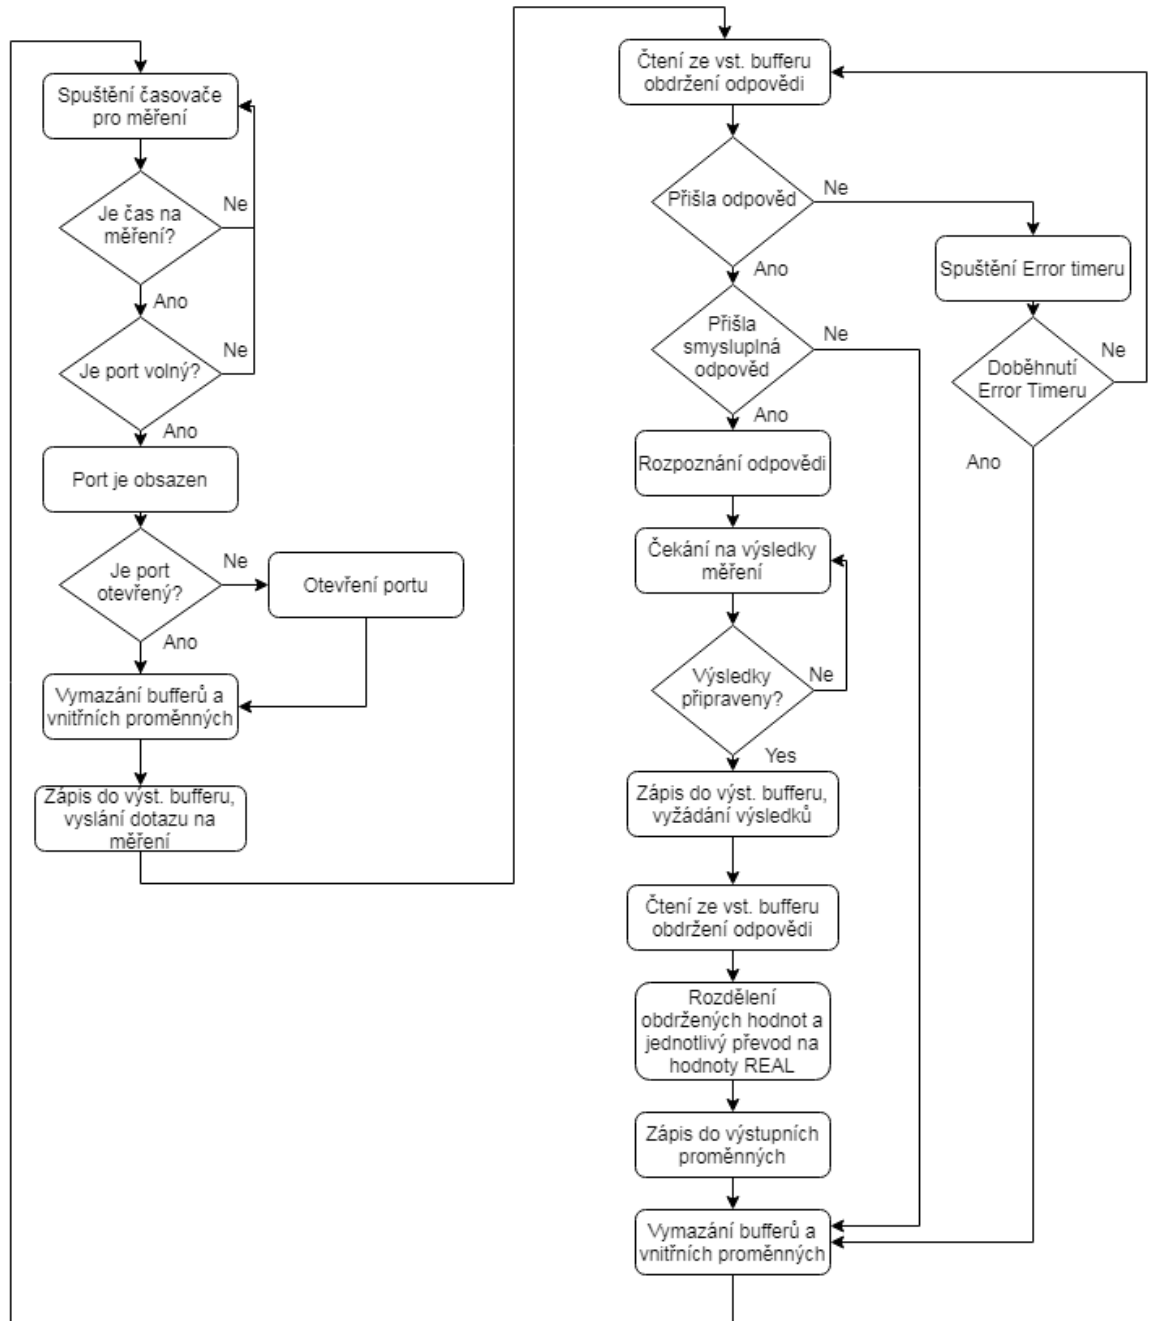 Spuštění časovače
pro měření
Je čas na
měření?
Ne
Ano
Je port volný?
Ne
Ano
Port je obsazen
Je port
otevřený?
Ne
Otevření portu
Ano
Vymazání bufferů a
vnitřních proměnných
Zápis do výst. bufferu,
vyslání dotazu na
měření
Čtení ze vst. bufferu
obdržení odpovědi
Přišla odpověd
Ne
Spuštění Error timeru
Ano
Přišla
smysluplná
odpověd
Ne
Doběhnutí
Error Timeru
Ne
Ano
Ano
Rozpoznání odpovědi
Čekání na výsledky
měření
Výsledky
připraveny?
Ne
Yes
Zápis do výst. bufferu,
vyžádání výsledků
Čtení ze vst. bufferu
obdržení odpovědi
Rozdělení
obdržených hodnot a
jednotlivý převod na
hodnoty REAL
Zápis do výstupních
proměnných
Vymazání bufferů a
vnitřních proměnných